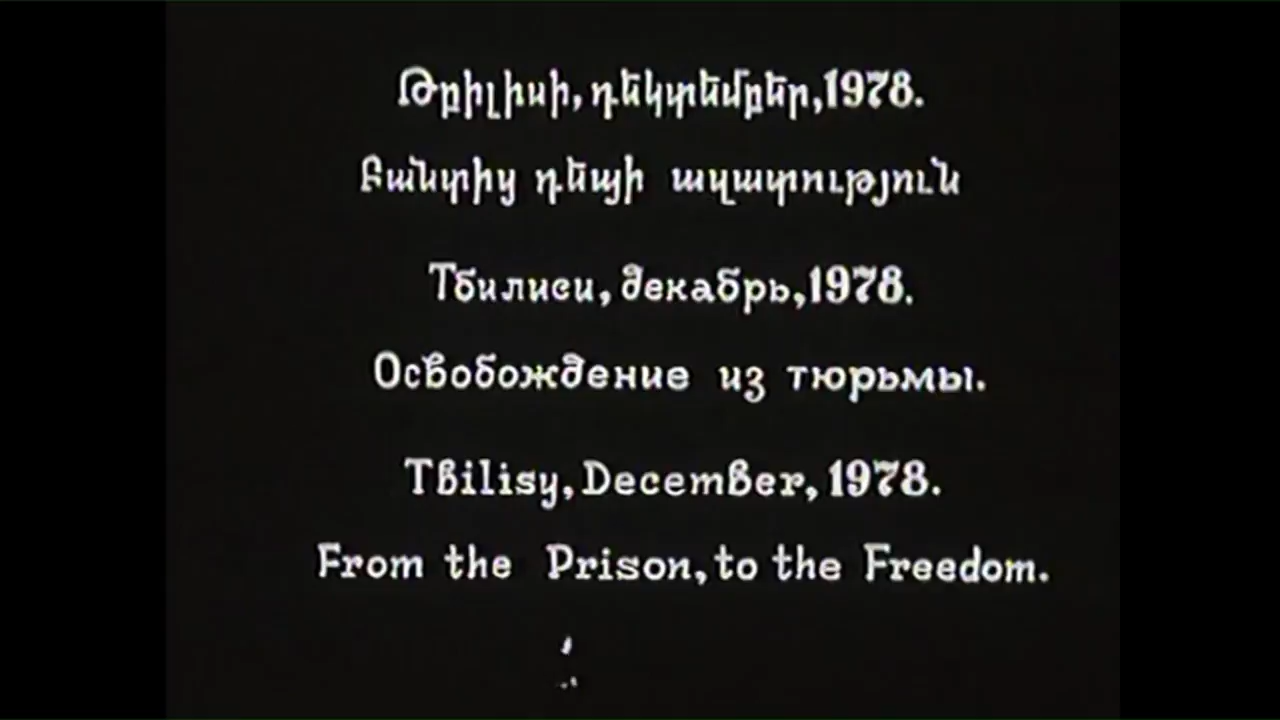 Թբիլիսի, դեկտեմբեր,1978.
Բանտից դեպի ազատություն
Тбилиси, декабрь,1978.
Освобождение из тюрьмы.
Tbilisy, December, 1978.
From the Prison, to the Freedom.